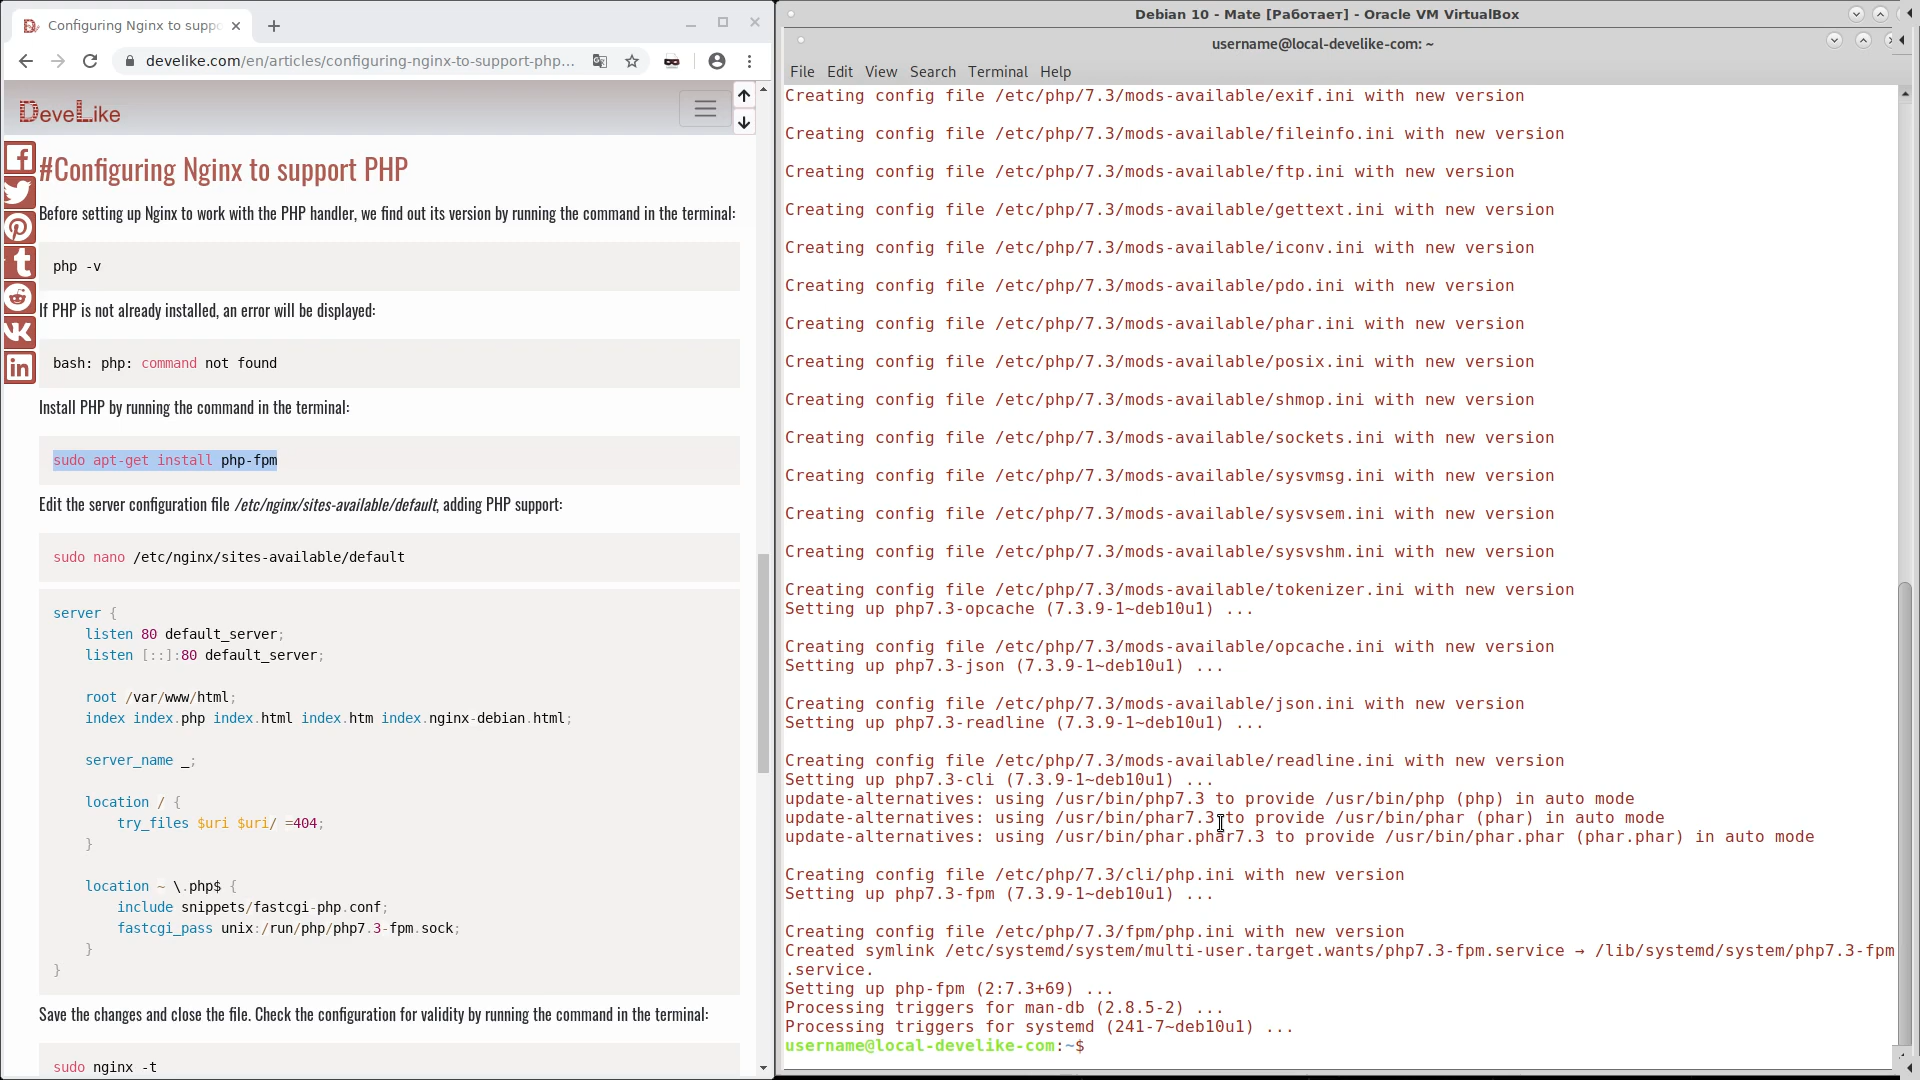 Configuring Nginx to suppo
develike.com/en/articles/configuring-nginx-to-support-php...
DeveLike
#Configuring Nginx to support PHP
Before setting up Nginx to work with the PHP handler, we find out its version by running the command in the terminal:
php -v
If PHP is not already installed, an error will be displayed:
bash: php: command not found
Install PHP by running the command in the terminal:
sudo apt-get install php-fpm
Edit the server configuration file /etc/nginx/sites-available/default, adding PHP support:
sudo nano /etc/nginx/sites-available/default
server {
    listen 80 default_server;
    listen [::]:80 default_server;
    root /var/www/html;
    index index.php index.html index.htm index.nginx-debian.html;
    server_name _;
    location / {
        try_files $uri $uri/ =404;
    }
    location ~ \.php$ {
        include snippets/fastcgi-php.conf;
        fastcgi_pass unix:/run/php/php7.3-fpm.sock;
    }
}
Save the changes and close the file. Check the configuration for validity by running the command in the terminal:
sudo nginx -t
Debian 10 - Mate [Работает] - Oracle VM VirtualBox
username@local-develike-com: ~
File Edit View Search Terminal Help
Creating config file /etc/php/7.3/mods-available/exif.ini with new version
Creating config file /etc/php/7.3/mods-available/fileinfo.ini with new version
Creating config file /etc/php/7.3/mods-available/ftp.ini with new version
Creating config file /etc/php/7.3/mods-available/gettext.ini with new version
Creating config file /etc/php/7.3/mods-available/iconv.ini with new version
Creating config file /etc/php/7.3/mods-available/pdo.ini with new version
Creating config file /etc/php/7.3/mods-available/phar.ini with new version
Creating config file /etc/php/7.3/mods-available/posix.ini with new version
Creating config file /etc/php/7.3/mods-available/shmop.ini with new version
Creating config file /etc/php/7.3/mods-available/sockets.ini with new version
Creating config file /etc/php/7.3/mods-available/sysvmsg.ini with new version
Creating config file /etc/php/7.3/mods-available/sysvsem.ini with new version
Creating config file /etc/php/7.3/mods-available/sysvshm.ini with new version
Creating config file /etc/php/7.3/mods-available/tokenizer.ini with new version
Setting up php7.3-opcache (7.3.9-1~deb10u1) ...
Creating config file /etc/php/7.3/mods-available/opcache.ini with new version
Setting up php7.3-json (7.3.9-1~deb10u1) ...
Creating config file /etc/php/7.3/mods-available/json.ini with new version
Setting up php7.3-readline (7.3.9-1~deb10u1) ...
Creating config file /etc/php/7.3/mods-available/readline.ini with new version
Setting up php7.3-cli (7.3.9-1~deb10u1) ...
update-alternatives: using /usr/bin/php7.3 to provide /usr/bin/php (php) in auto mode
update-alternatives: using /usr/bin/phar7.3 to provide /usr/bin/phar (phar) in auto mode
update-alternatives: using /usr/bin/phar.phar7.3 to provide /usr/bin/phar.phar (phar.phar) in auto mode
Creating config file /etc/php/7.3/cli/php.ini with new version
Setting up php7.3-fpm (7.3.9-1~deb10u1) ...
Creating config file /etc/php/7.3/fpm/php.ini with new version
Created symlink /etc/systemd/system/multi-user.target.wants/php7.3-fpm.service → /lib/systemd/system/php7.3-fpm
.service.
Setting up php-fpm (2:7.3+69) ...
Processing triggers for man-db (2.8.5-2) ...
Processing triggers for systemd (241-7~deb10u1) ...
username@local-develike-com:~$